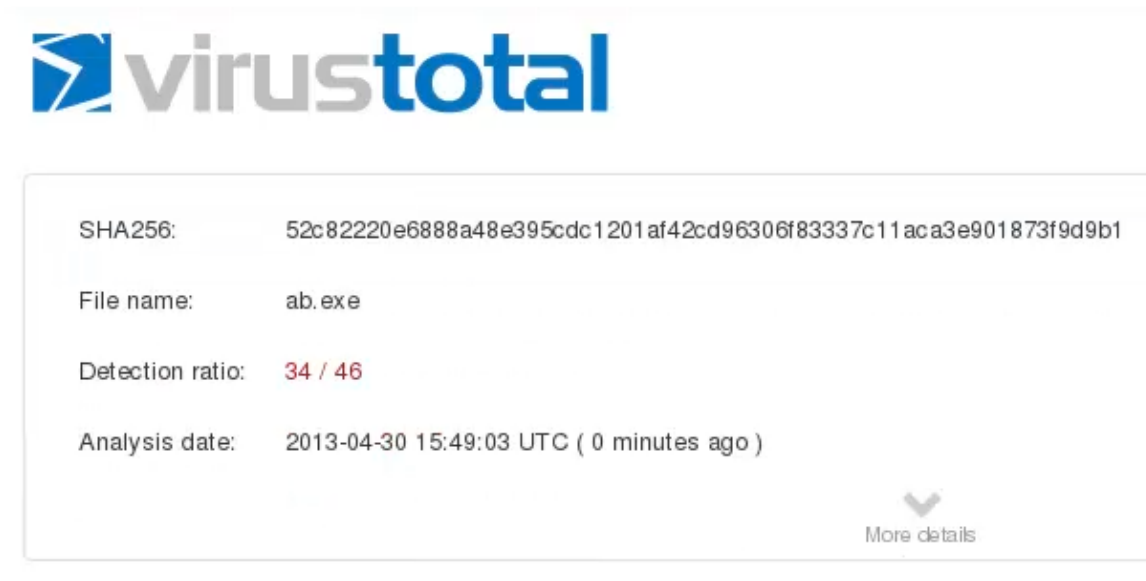 virustotal
SHA256: 52c82220e6888a48e395cdc1201af42cd96306f83337c11aca3e901873f9d9b1
File name: ab.exe
Detection ratio: 34 / 46
Analysis date: 2013-04-30 15:49:03 UTC ( 0 minutes ago )
More details